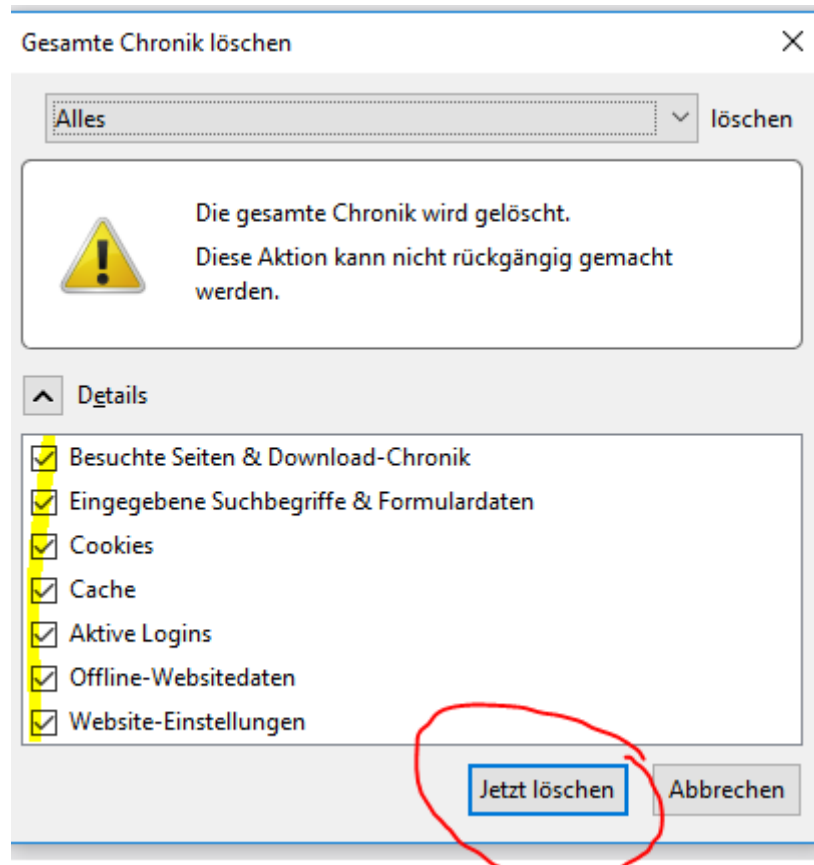 Gesamte Chronik löschen
Alles löschen
Die gesamte Chronik wird gelöscht.
Diese Aktion kann nicht rückgängig gemacht
werden.
Details
Besuchte Seiten & Download-Chronik
Eingegebene Suchbegriffe & Formulardaten
Cookies
Cache
Aktive Logins
Offline-Websitedaten
Website-Einstellungen
Jetzt löschen Abbrechen